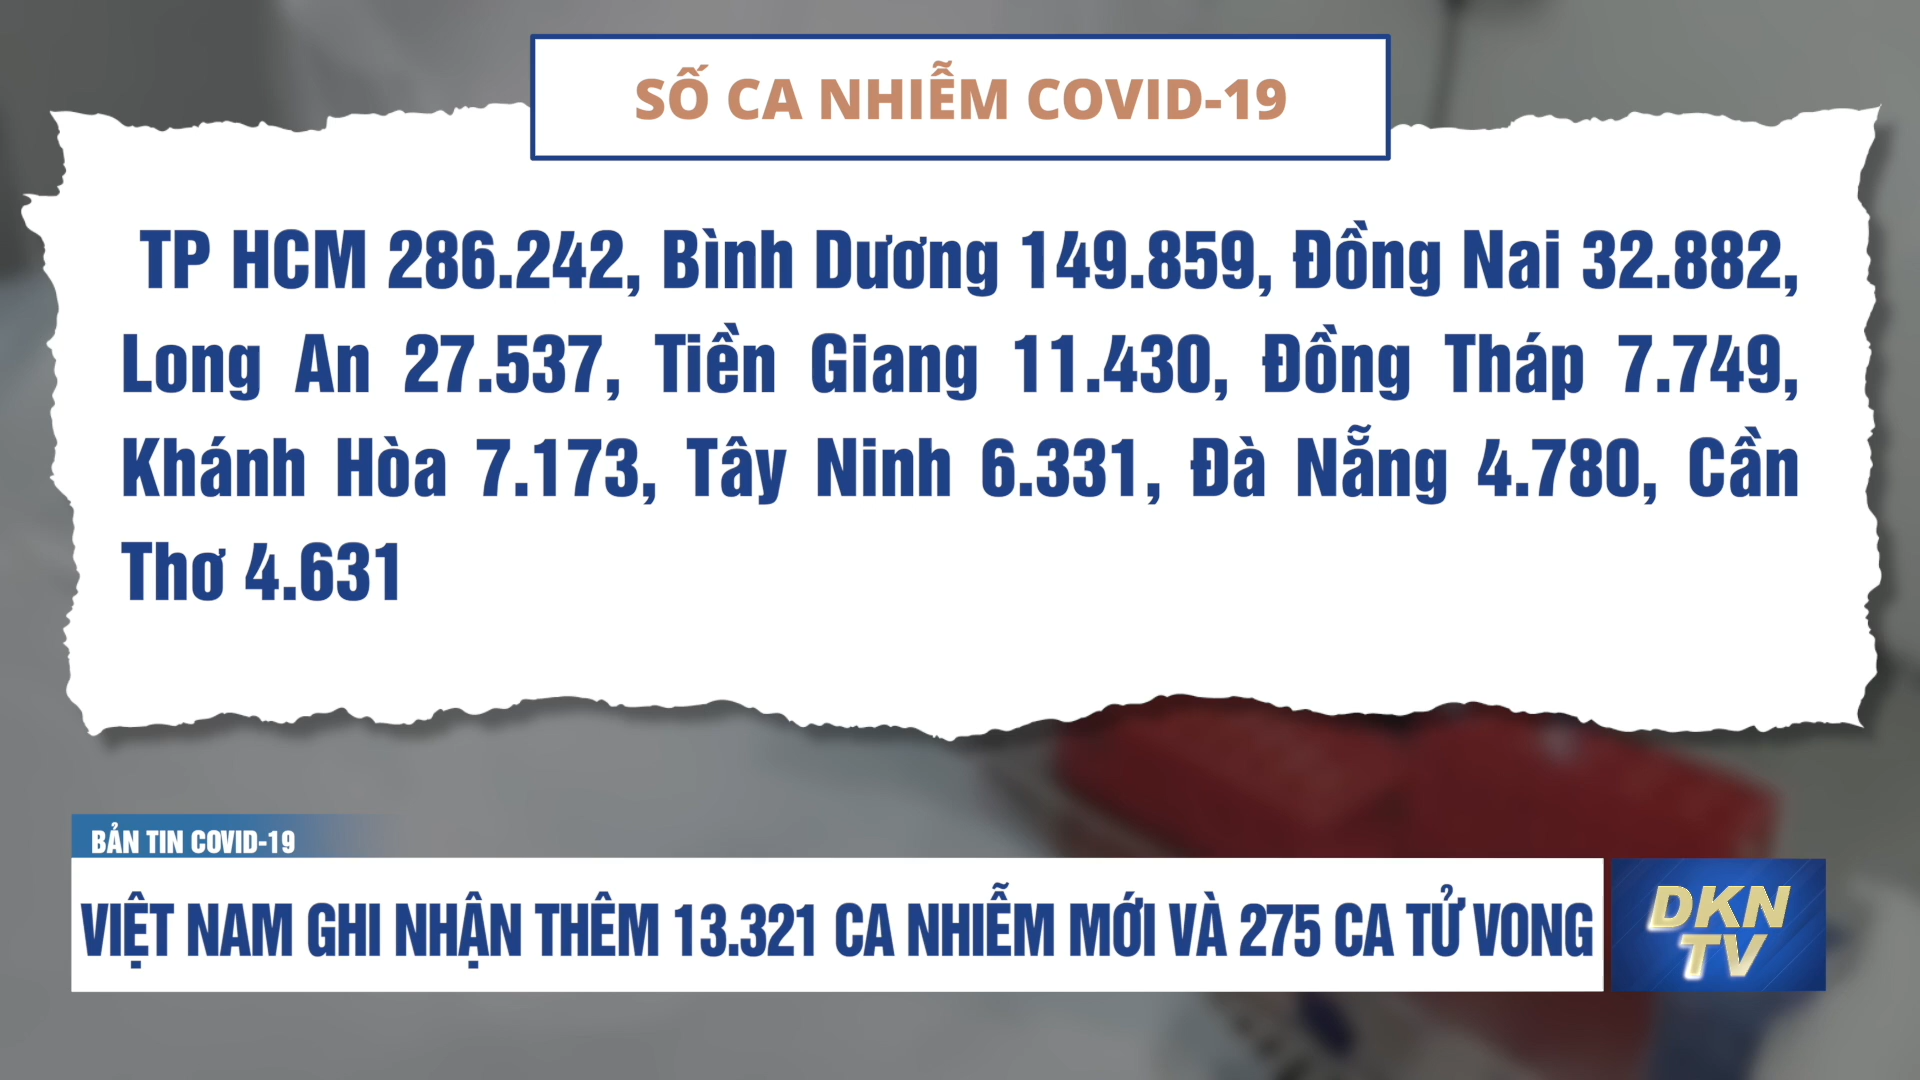 SỐ CA NHIỄM COVID-19
TP HCM 286.242, Bình Dương 149.859, Đồng Nai 32.882,
Long An 27.537, Tiền Giang 11.430, Đồng Tháp 7.749,
Khánh Hòa 7.173, Tây Ninh 6.331, Đà Nẵng 4.780, Cần
Thơ 4.631
BẢN TIN COVID-19
VIỆT NAM GHI NHẬN THÊM 13.321 CA NHIỄM MỚI VÀ 275 CA TỬ VONG
DKN
TV